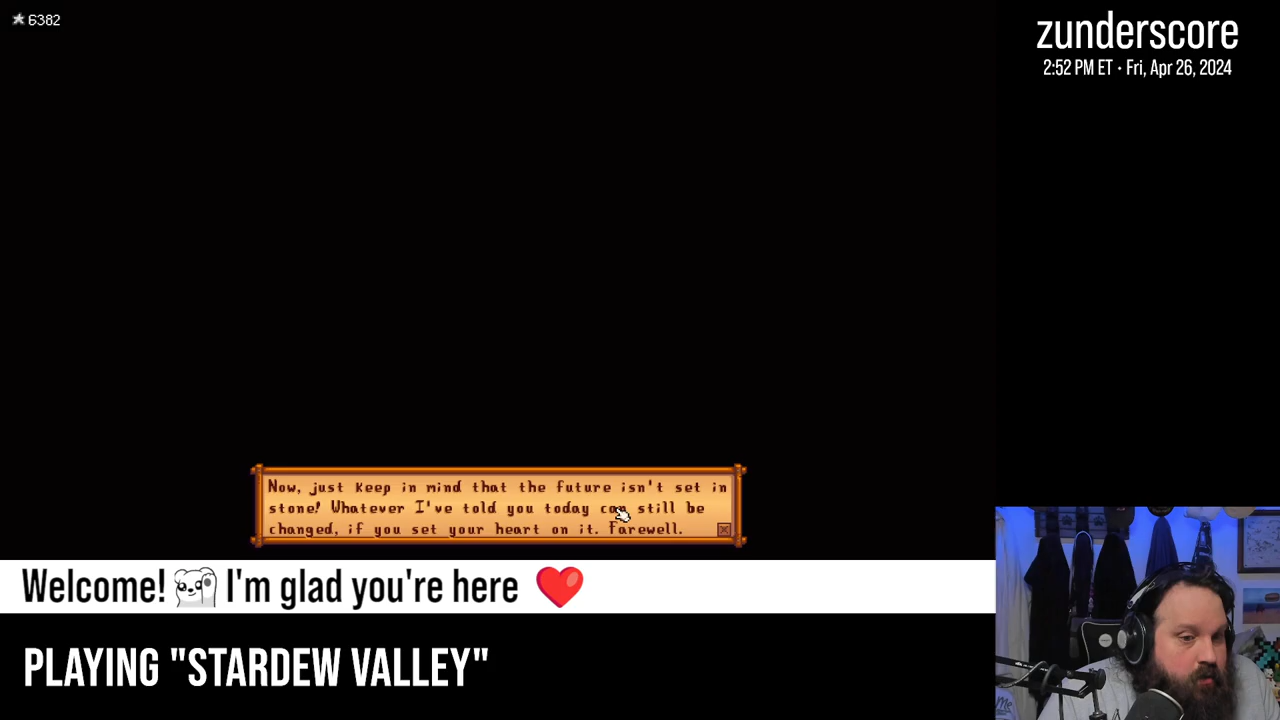 6382
zunderscore
2:52 PM ET • Fri, Apr 26, 2024
Now, just keep in mind that the future isn't set in
stone! Whatever I've told you today can still be
changed, if you set your heart on it. Farewell.
Welcome! I'm glad you're here
PLAYING "STARDEW VALLEY"